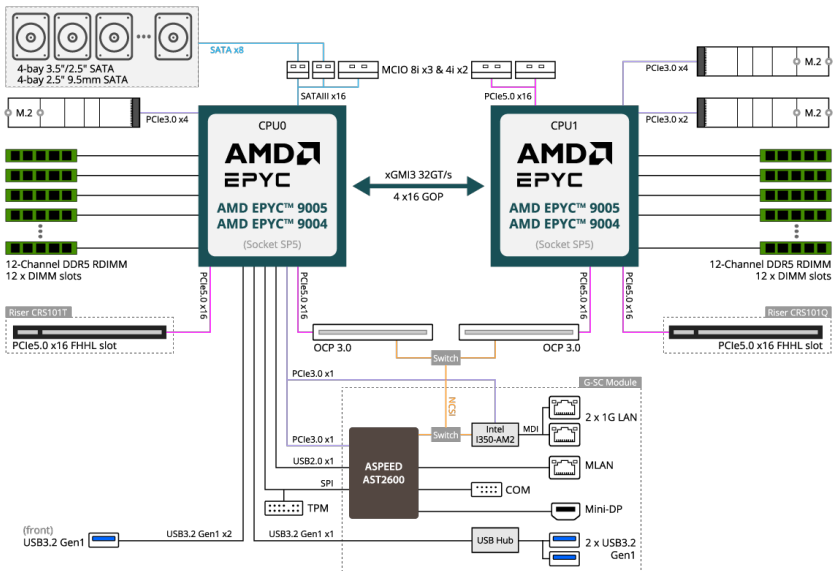 SATA x8
4-bay 3.5"/2.5" SATA
4-bay 2.5" 9.5mm SATA
MCIO 8i x3 & 4i x2
SATAIII x16
PCIe5.0 x16
PCIe3.0 x4
M.2
M.2
PCIe3.0 x4
PCIe3.0 x2
M.2
CPU0
AMD
EPYC
AMD EPYC™ 9005
AMD EPYC™ 9004
(Socket SP5)
xGMI3 32GT/s
4 x16 GOP
CPU1
AMD
EPYC
AMD EPYC™ 9005
AMD EPYC™ 9004
(Socket SP5)
12-Channel DDR5 RDIMM
12 x DIMM slots
12-Channel DDR5 RDIMM
12 x DIMM slots
PCIe5.0 x16
PCIe5.0 x16
PCIe5.0 x16
PCIe5.0 x16
Riser CRS101T
PCIe5.0 x16 FHHL slot
OCP 3.0
OCP 3.0
Riser CRS101Q
PCIe5.0 x16 FHHL slot
Switch
PCIe3.0 x1
G-SC Module
NCSI
2 x 1G LAN
Switch
Intel
I350-AM2
MDI
PCIe3.0 x1
USB2.0 x1
ASPEED
AST2600
MLAN
SPI
TPM
COM
Mini-DP
(front)
USB3.2 Gen1
USB3.2 Gen1 x2
USB3.2 Gen1 x1
USB Hub
2 x USB3.2
Gen1